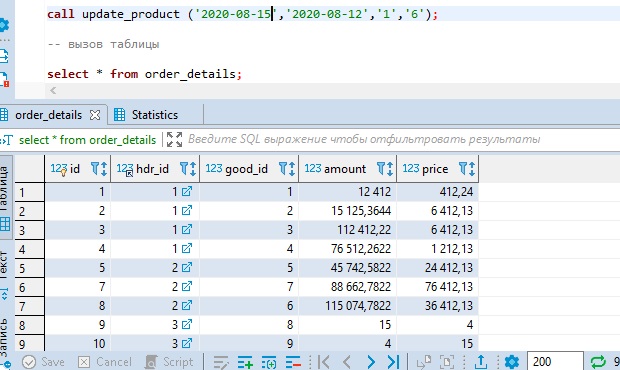 call update_product ('2020-08-15','2020-08-12','1','6');
-- вызов таблицы
select * from order_details;
order_details Statistics
select * from order_details Введите SQL выражение чтобы отфильтровать результаты
Таблица
Текст
Запись
123 id 123 hdr_id 123 good_id 123 amount 123 price
1 1 1 1 12 412 412,24
2 2 1 2 15 125,3644 6 412,13
3 3 1 3 112 412,22 6 412,13
4 4 1 4 76 512,2622 1 212,13
5 5 2 5 45 742,5822 24 412,13
6 7 2 7 88 662,7822 76 412,13
7 8 2 6 115 074,7822 36 412,13
8 9 3 8 15 4
9 10 3 9 4 15
Save Cancel Script 200 9